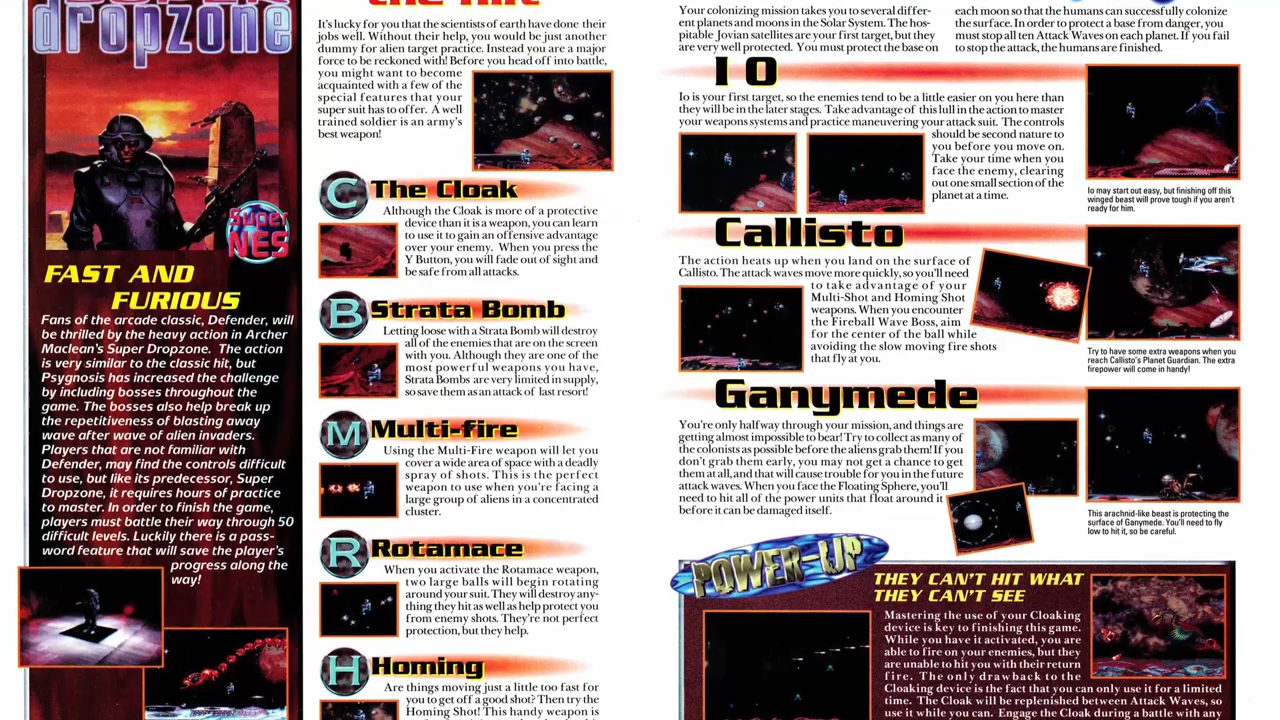 SUPER
dropzone
Super
NES
FAST AND
FURIOUS
Fans of the arcade classic, Defender, will
be thrilled by the heavy action in Archer
Maclean's Super Dropzone. The action
is very similar to the classic hit, but
Psygnosis has increased the challenge
by including bosses throughout the
game. The bosses also help break up
the repetitiveness of blasting away
wave after wave of alien invaders.
Players that are not familiar with
Defender, may find the controls difficult
to use, but like its predecessor, Super
Dropzone, it requires hours of practice
to master. In order to finish the game,
players must battle their way through 50
difficult levels. Luckily there is a pass-
word feature that will save the player's
progress along the
way!
It's lucky for you that the scientists of earth have done their
jobs well. Without their help, you would be just another
dummy for alien target practice. Instead you are a major
force to be reckoned with! Before you head off into battle,
you might want to become
acquainted with a few of the
special features that your
super suit has to offer. A well
trained soldier is an army's
best weapon!
C The Cloak
Although the Cloak is more of a protective
device than it is a weapon, you can learn
to use it to gain an offensive advantage
over your enemy. When you press the
Y Button, you will fade out of sight and
be safe from all attacks.
B Strata Bomb
Letting loose with a Strata Bomb will destroy
all of the enemies that are on the screen
with you. Although they are one of the
most powerful weapons you have,
Strata Bombs are very limited in supply,
so save them as an attack of last resort!
M Multi-fire
Using the Multi-Fire weapon will let you
cover a wide area of space with a deadly
spray of shots. This is the perfect
weapon to use when you're facing a
large group of aliens in a concentrated
cluster.
R Rotamace
When you activate the Rotamace weapon,
two large balls will begin rotating
around your suit. They will destroy any-
thing they hit as well as help protect you
from enemy shots. They're not perfect
protection, but they help.
H Homing
Are things moving just a little too fast for
you to get off a good shot? Then try the
Homing Shot! This handy weapon is
Your colonizing mission takes you to several differ-
ent planets and moons in the Solar System. The hos-
pitable Jovian satellites are your first target, but they
are very well protected. You must protect the base on
each moon so that the humans can successfully colonize
the surface. In order to protect a base from danger, you
must stop all ten Attack Waves on each planet. If you fail
to stop the attack, the humans are finished.
IO
Io is your first target, so the enemies tend to be a little easier on you here than
they will be in the later stages. Take advantage of this lull in the action to master
your weapons systems and practice maneuvering your attack suit. The controls
should be second nature to
you before you move on.
Take your time when you
face the enemy, clearing
out one small section of the
planet at a time.
Io may start out easy, but finishing off this
winged beast will prove tough if you aren't
ready for him.
Callisto
The action heats up when you land on the surface of
Callisto. The attack waves move more quickly, so you'll need
to take advantage of your
Multi-Shot and Homing Shot
weapons. When you encounter
the Fireball Wave Boss, aim
for the center of the ball while
avoiding the slow moving fire shots
that fly at you.
Try to have some extra weapons when you
reach Callisto's Planet Guardian. The extra
firepower will come in handy!
Ganymede
You're only halfway through your mission, and things are
getting almost impossible to bear! Try to collect as many of
the colonists as possible before the aliens grab them! If you
don't grab them early, you may not get a chance to get
them at all, and that will cause trouble for you in the future
attack waves. When you face the Floating Sphere, you'll
need to hit all of the power units that float around it
before it can be damaged itself.
This arachnid-like beast is protecting the
surface of Ganymede. You'll need to fly
low to hit it, so be careful.
POWER-UP
THEY CAN'T HIT WHAT
THEY CAN'T SEE
Mastering the use of your Cloaking
device is key to finishing this game.
While you have it activated, you are
able to fire on your enemies, but they
are unable to hit you with their return
fire. The only drawback to the
Cloaking device is the fact that you can only use it for a limited
time. The Cloak will be replenished between Attack Waves, so
use it while you can. Engage the Cloak during a battle with any